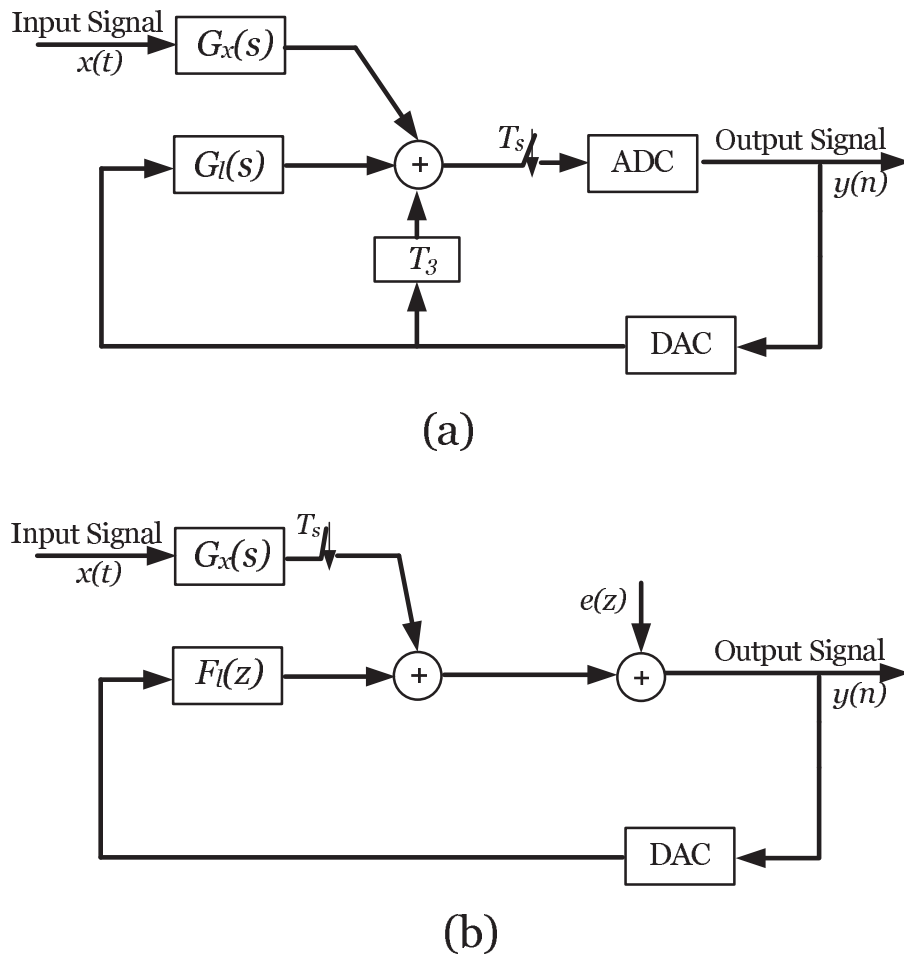 Input Signal
x(t)
Gx(s)
Gl(s)
+
Ts
ADC
Output Signal
y(n)
T3
DAC
(a)
Input Signal
x(t)
Gx(s)
Ts
e(z)
Fl(z)
+
+
Output Signal
y(n)
DAC
(b)